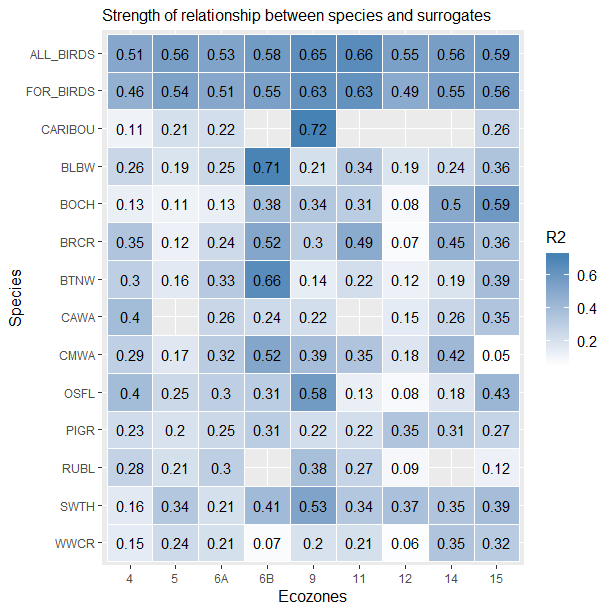 Strength of relationship between species and surrogates
ALL_BIRDS 0.51 0.56 0.53 0.58 0.65 0.66 0.55 0.56 0.59
FOR_BIRDS 0.46 0.54 0.51 0.55 0.63 0.63 0.49 0.55 0.56
CARIBOU 0.11 0.21 0.22 0.72 0.26
BLBW 0.26 0.19 0.25 0.71 0.21 0.34 0.19 0.24 0.36
BOCH 0.13 0.11 0.13 0.38 0.34 0.31 0.08 0.5 0.59
BRCR 0.35 0.12 0.24 0.52 0.3 0.49 0.07 0.45 0.36
BTNW 0.3 0.16 0.33 0.66 0.14 0.22 0.12 0.19 0.39
CAWA 0.4 0.26 0.24 0.22 0.15 0.26 0.35
CMWA 0.29 0.17 0.32 0.52 0.39 0.35 0.18 0.42 0.05
OSFL 0.4 0.25 0.3 0.31 0.58 0.13 0.08 0.18 0.43
PIGR 0.23 0.2 0.25 0.31 0.22 0.22 0.35 0.31 0.27
RUBL 0.28 0.21 0.3 0.38 0.27 0.09 0.12
SWTH 0.16 0.34 0.21 0.41 0.53 0.34 0.37 0.35 0.39
WWCR 0.15 0.24 0.21 0.07 0.2 0.21 0.06 0.35 0.32
4 5 6A 6B 9 11 12 14 15
Ecozones
Species
R2
0.6
0.4
0.2